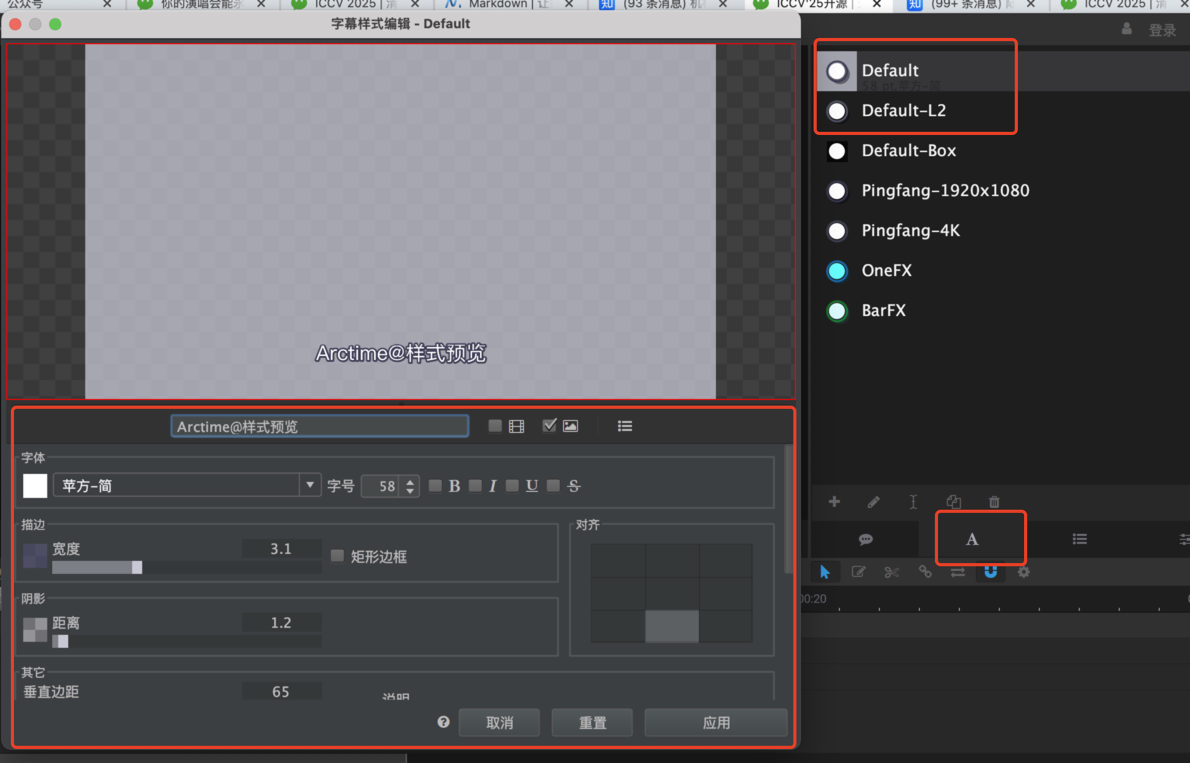 公众号
你的演唱会能
ICCV 2025 | 清
Markdown | 让
(93 条消息)
ICCV'25开源 |
(99+ 条消息)
ICCV 2025 | 清
字幕样式编辑 - Default
登录
Default
Default-L2
Default-Box
Pingfang-1920x1080
Pingfang-4K
OneFX
BarFX
Arctime@样式预览
Arctime@样式预览
字体
苹方-简
字号
58
B
I
U
S
描边
宽度
3.1
矩形边框
对齐
阴影
距离
1.2
其它
垂直边距
65
说明
取消
重置
应用
A
00:20